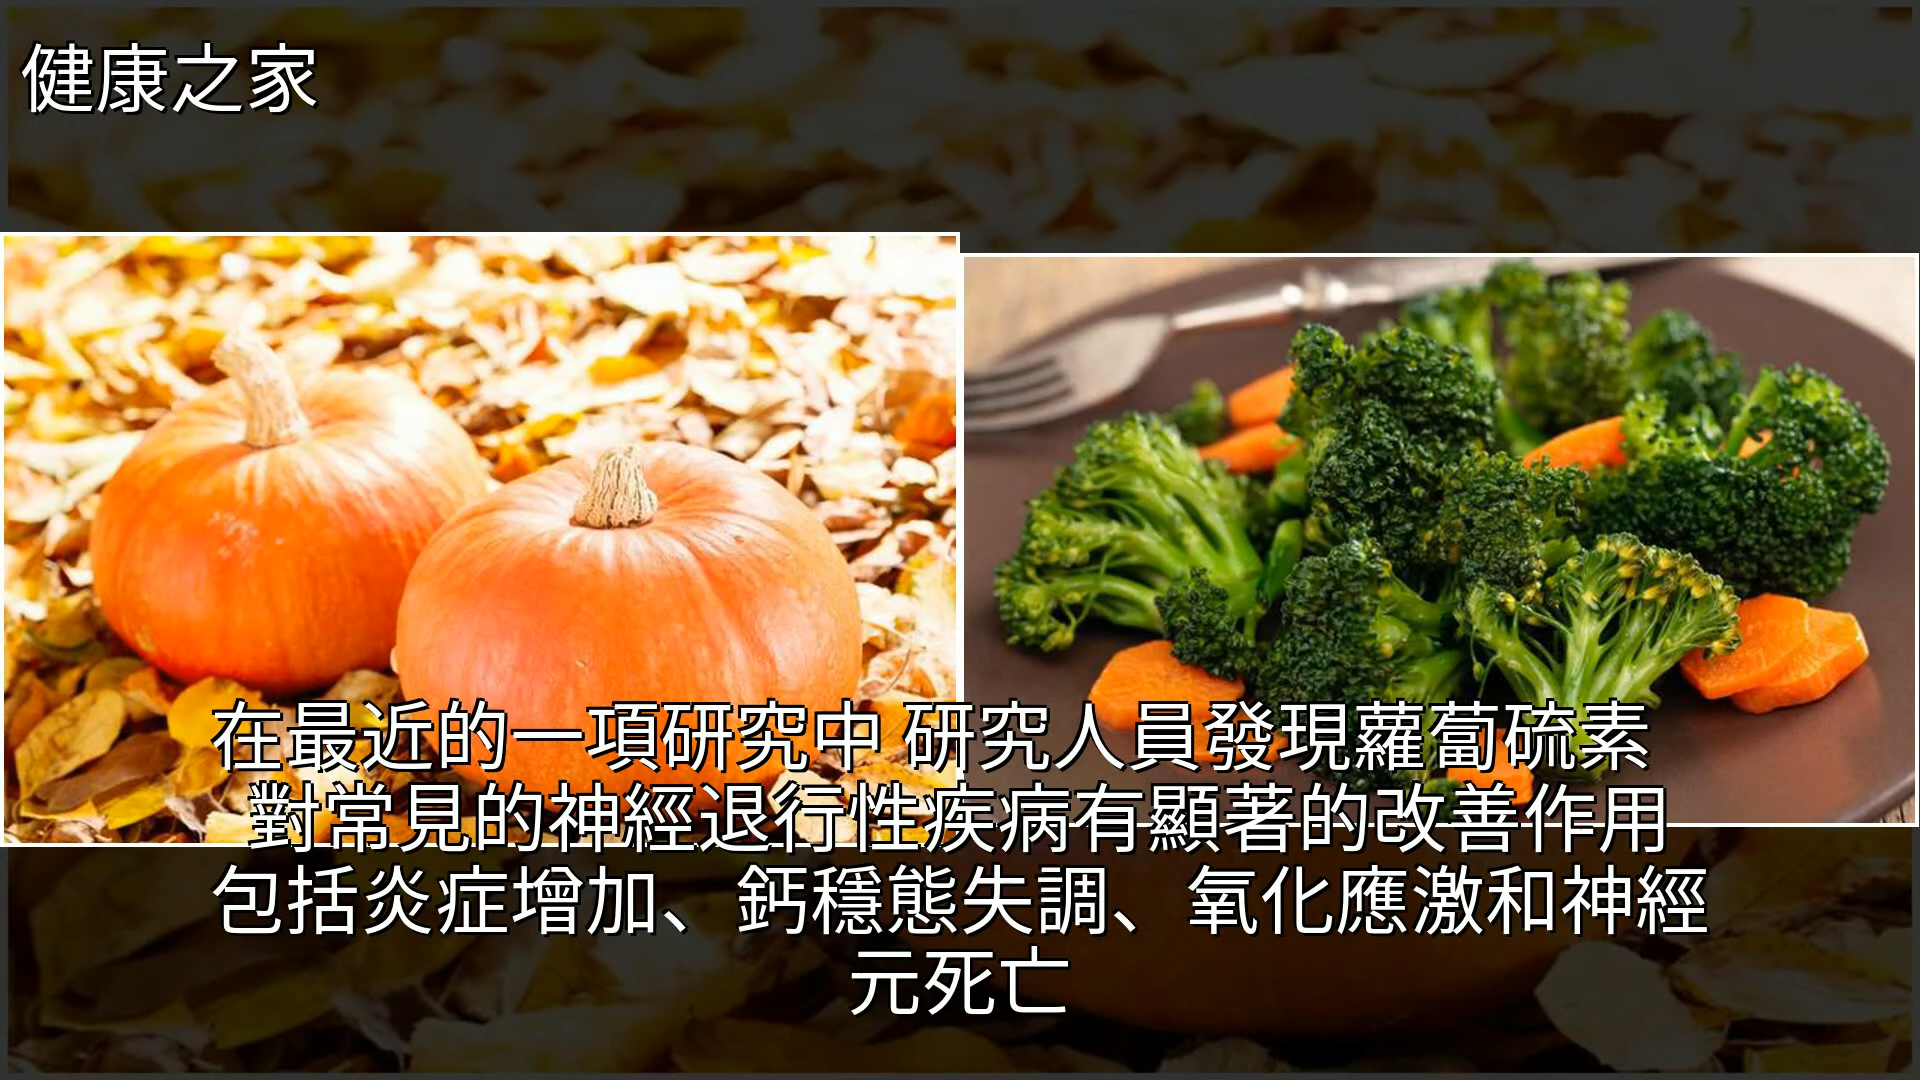 健康之家
在最近的一項研究中 研究人員發現蘿蔔硫素
對常見的神經退行性疾病有顯著的改善作用
包括炎症增加、鈣穩態失調、氧化應激和神經
元死亡